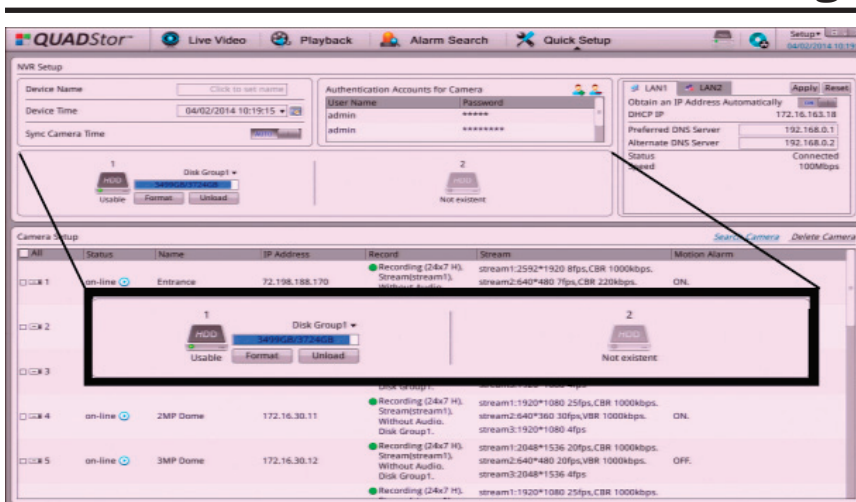 QUADStor™ Live Video Playback Alarm Search Quick Setup Setup
04/02/2014 10:19
NVR Setup
Device Name Click to set name
Device Time 04/02/2014 10:19:15
Sync Camera Time
Authentication Accounts for Camera
User Name Password
admin *****
admin ********
LAN1 LAN2 Apply Reset
Obtain an IP Address Automatically
DHCP IP 172.16.163.18
Preferred DNS Server 192.168.0.1
Alternate DNS Server 192.168.0.2
Status Connected
Speed 100Mbps
1 2
HDD Disk Group1 HDD
3499GB/3724GB
Usable Format Unload Not existent
Camera Setup Search Camera Delete Camera
All Status Name IP Address Record Stream Motion Alarm
1 on-line Entrance 72.198.188.170 Recording (24x7 H), stream1:2592*1920 8fps,CBR 1000kbps.
Stream(stream1), stream2:640*480 7fps,CBR 220kbps. ON.
Without Audio.
2
3
1 2
HDD Disk Group1 HDD
3499GB/3724GB
Usable Format Unload Not existent
Disk Group1.
4 on-line 2MP Dome 172.16.30.11 Recording (24x7 H), stream1:1920*1080 25fps,CBR 1000kbps.
Stream(stream1), stream2:640*360 30fps,VBR 1000kbps. ON.
Without Audio. stream3:1920*1080 4fps
Disk Group1.
5 on-line 3MP Dome 172.16.30.12 Recording (24x7 H), stream1:2048*1536 20fps,CBR 1000kbps.
Stream(stream1), stream2:640*480 20fps,VBR 1000kbps. OFF.
Without Audio. stream3:2048*1536 4fps
Disk Group1.
Recording (24x7 H), stream1:1920*1080 25fps,CBR 1000kbps.